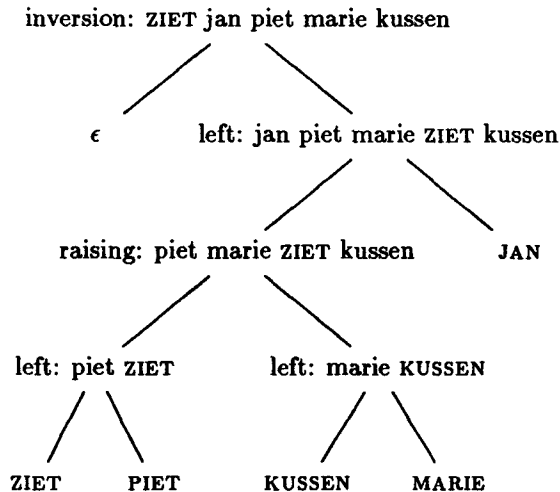 inversion: ZIET jan piet marie kussen
ϵ left: jan piet marie ZIET kussen
raising: piet marie ZIET kussen JAN
left: piet ZIET left: marie KUSSEN
ZIET PIET KUSSEN MARIE